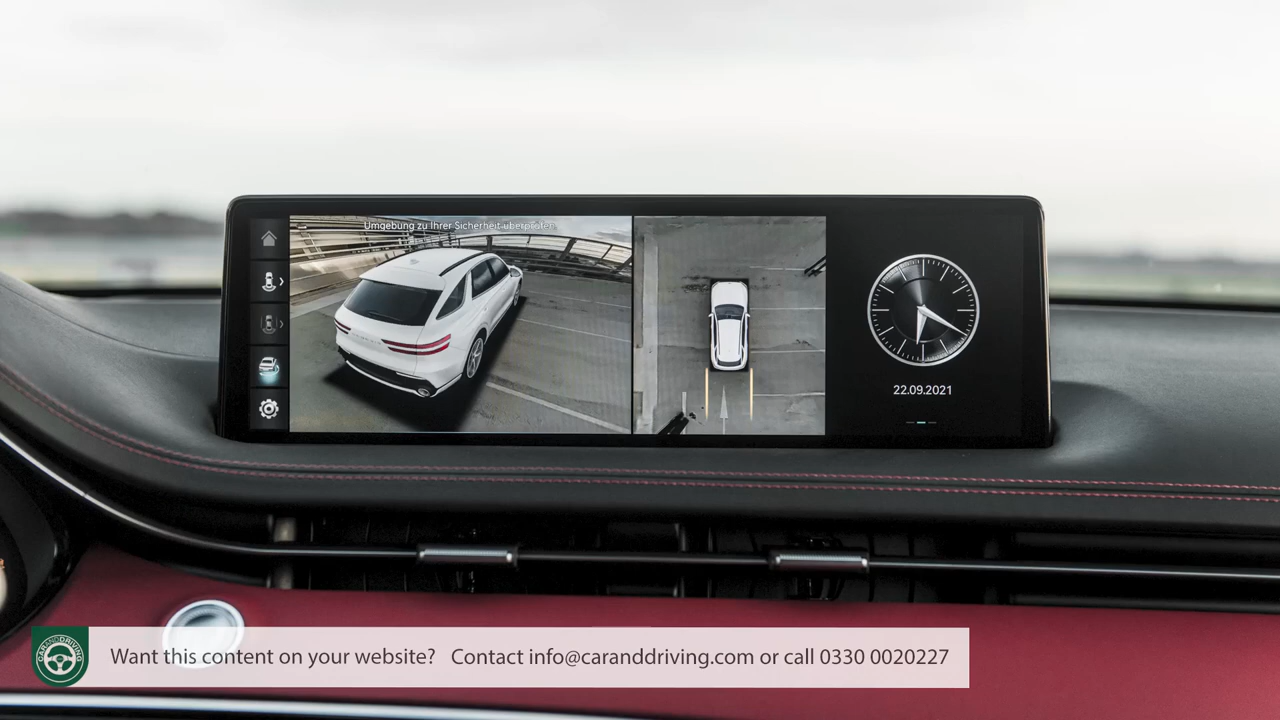 Umgebung zu Ihrer Sicherheit überprüfen.
22.09.2021
CARANDDRIVING
Want this content on your website? Contact info@caranddriving.com or call 0330 0020227